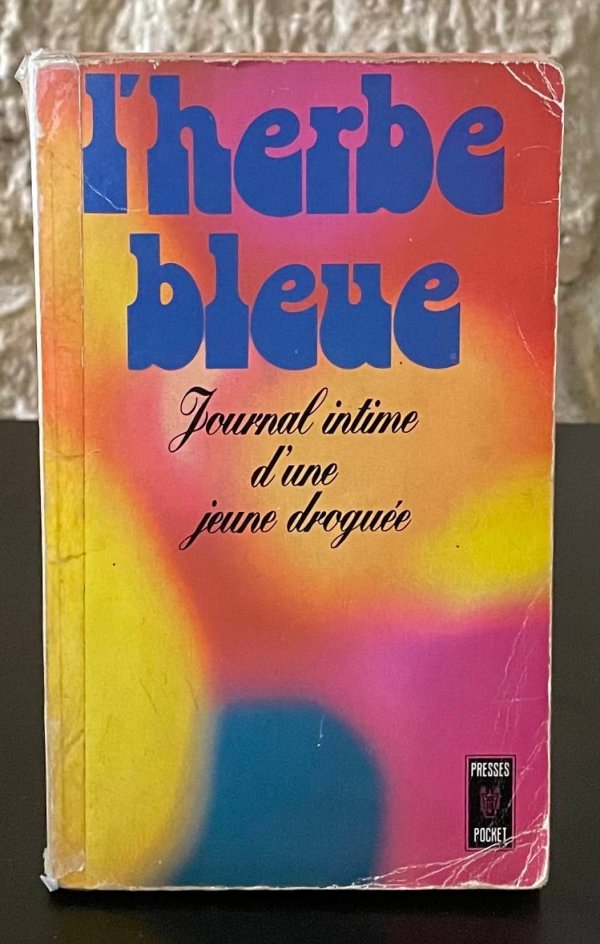 l'herbe
bleue
Journal intime
d'une
jeune droguée
PRESSES
POCKET